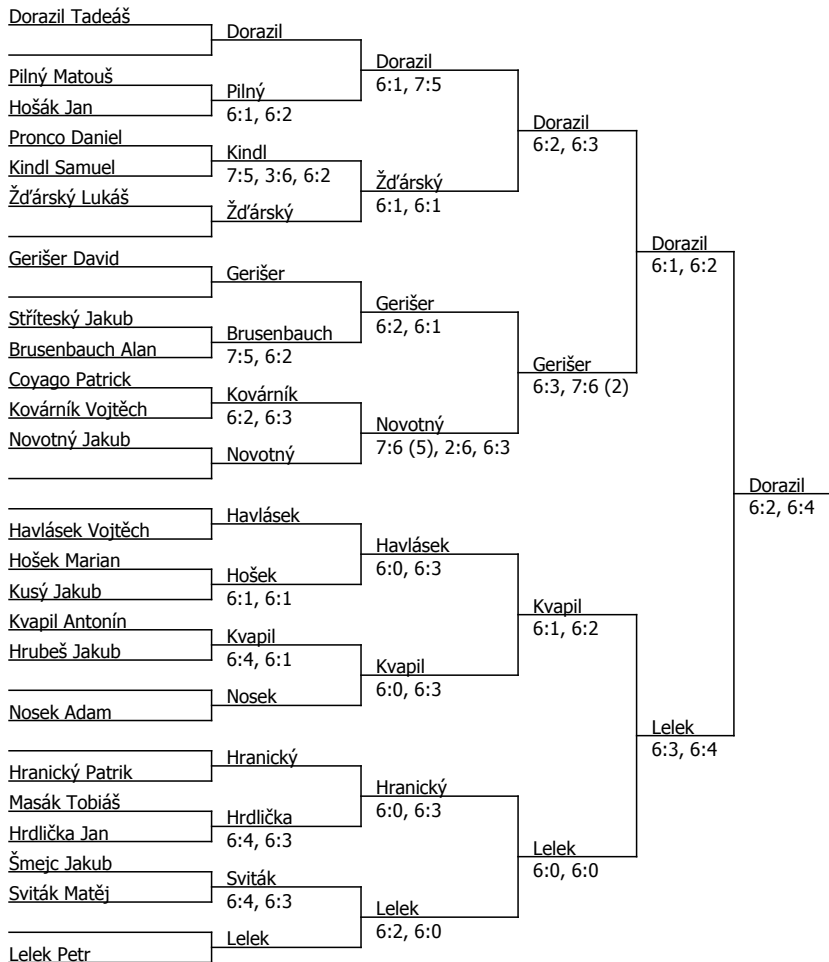 Dorazil Tadeáš
Pilný Matouš
Hošák Jan
Pronco Daniel
Kindl Samuel
Žďárský Lukáš
Gerišer David
Stříteský Jakub
Brusenbauch Alan
Coyago Patrick
Kovárník Vojtěch
Novotný Jakub
Havlásek Vojtěch
Hošek Marian
Kusý Jakub
Kvapil Antonín
Hrubeš Jakub
Nosek Adam
Hranický Patrik
Masák Tobiáš
Hrdlička Jan
Šmejc Jakub
Sviták Matěj
Lelek Petr
Dorazil
Pilný
6:1, 6:2
Kindl
7:5, 3:6, 6:2
Žďárský
Gerišer
Brusenbauch
7:5, 6:2
Kovárník
6:2, 6:3
Novotný
Havlásek
Hošek
6:1, 6:1
Kvapil
6:4, 6:1
Nosek
Hranický
Hrdlička
6:4, 6:3
Sviták
6:4, 6:3
Lelek
Dorazil
6:1, 7:5
Žďárský
6:1, 6:1
Gerišer
6:2, 6:1
Novotný
7:6 (5), 2:6, 6:3
Havlásek
6:0, 6:3
Kvapil
6:0, 6:3
Hranický
6:0, 6:3
Lelek
6:2, 6:0
Dorazil
6:2, 6:3
Gerišer
6:3, 7:6 (2)
Kvapil
6:1, 6:2
Lelek
6:0, 6:0
Dorazil
6:1, 6:2
Lelek
6:3, 6:4
Dorazil
6:2, 6:4